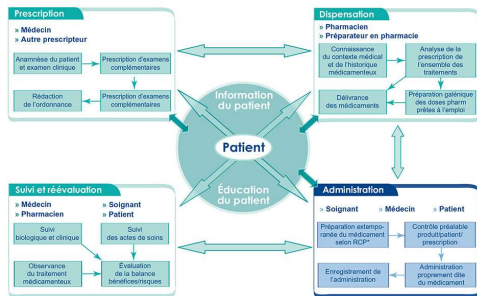 Prescription
» Médecin
» Autre prescripteur
Anamnèse du patient
et examen clinique
Prescription d'examens
complémentaires
Rédaction
de l'ordonnance
Prescription d'examens
complémentaires
Dispensation
» Pharmacien
» Préparateur en pharmacie
Connaissance
du contexte médical
et de l'historique
médicamenteux
Analyse de la
prescription de
l'ensemble des
traitements
Délivrance
des médicaments
Préparation galénique
des doses pharm
prêtes à l'emploi
Information
du patient
Patient
Éducation
du patient
Suivi et réévaluation
» Médecin
» Soignant
» Pharmacien
» Patient
Suivi
biologique et clinique
Suivi
des actes de soins
Observance
du traitement
médicamenteux
Évaluation
de la balance
bénéfices/risques
Administration
» Soignant
» Médecin
» Patient
Préparation extempo-
ranée du médicament
selon RCP*
Contrôle préalable
produit/patient/
prescription
Enregistrement de
l'administration
Administration
proprement dite
du médicament